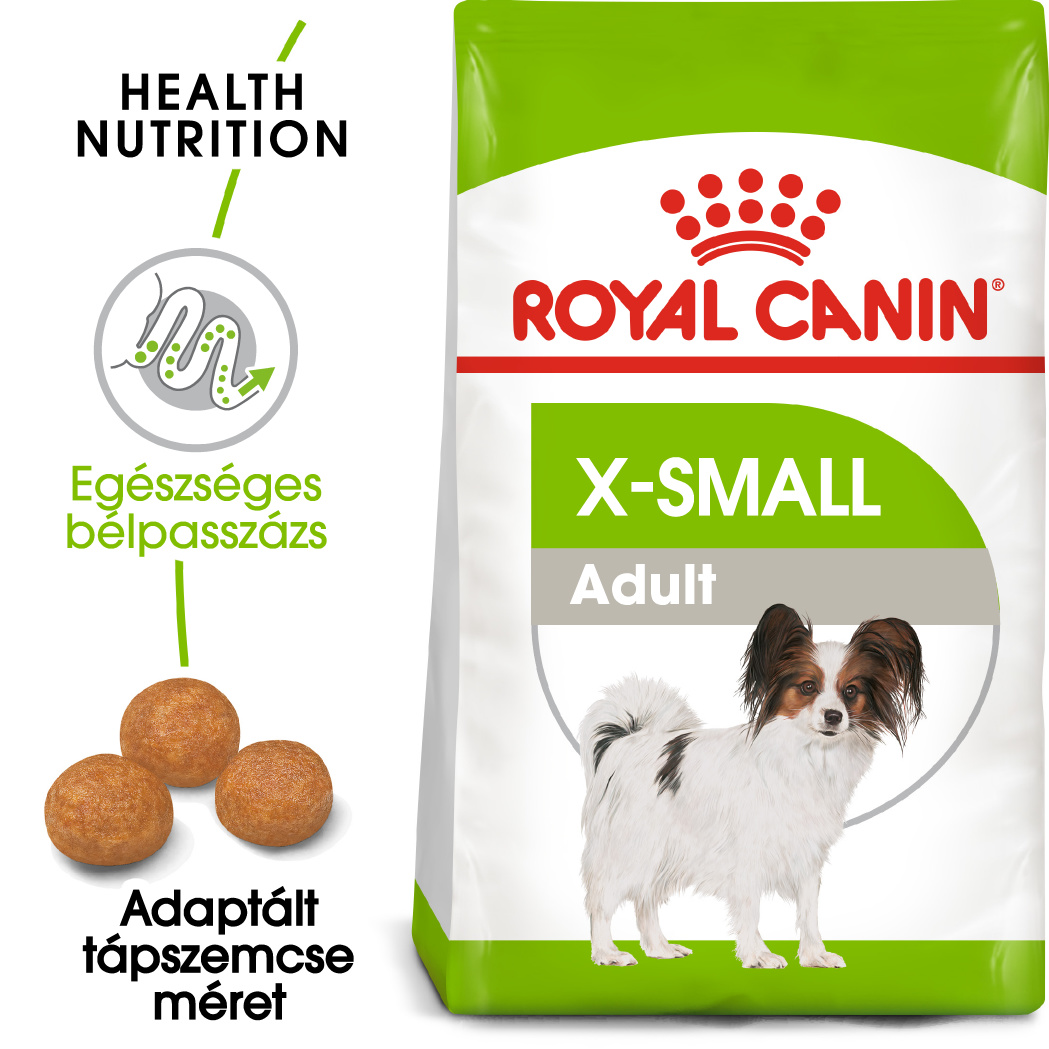 HEALTH
NUTRITION
Egészséges
bélpasszázs
Adaptált
tápszemcse
méret
ROYAL CANIN®
X-SMALL
Adult